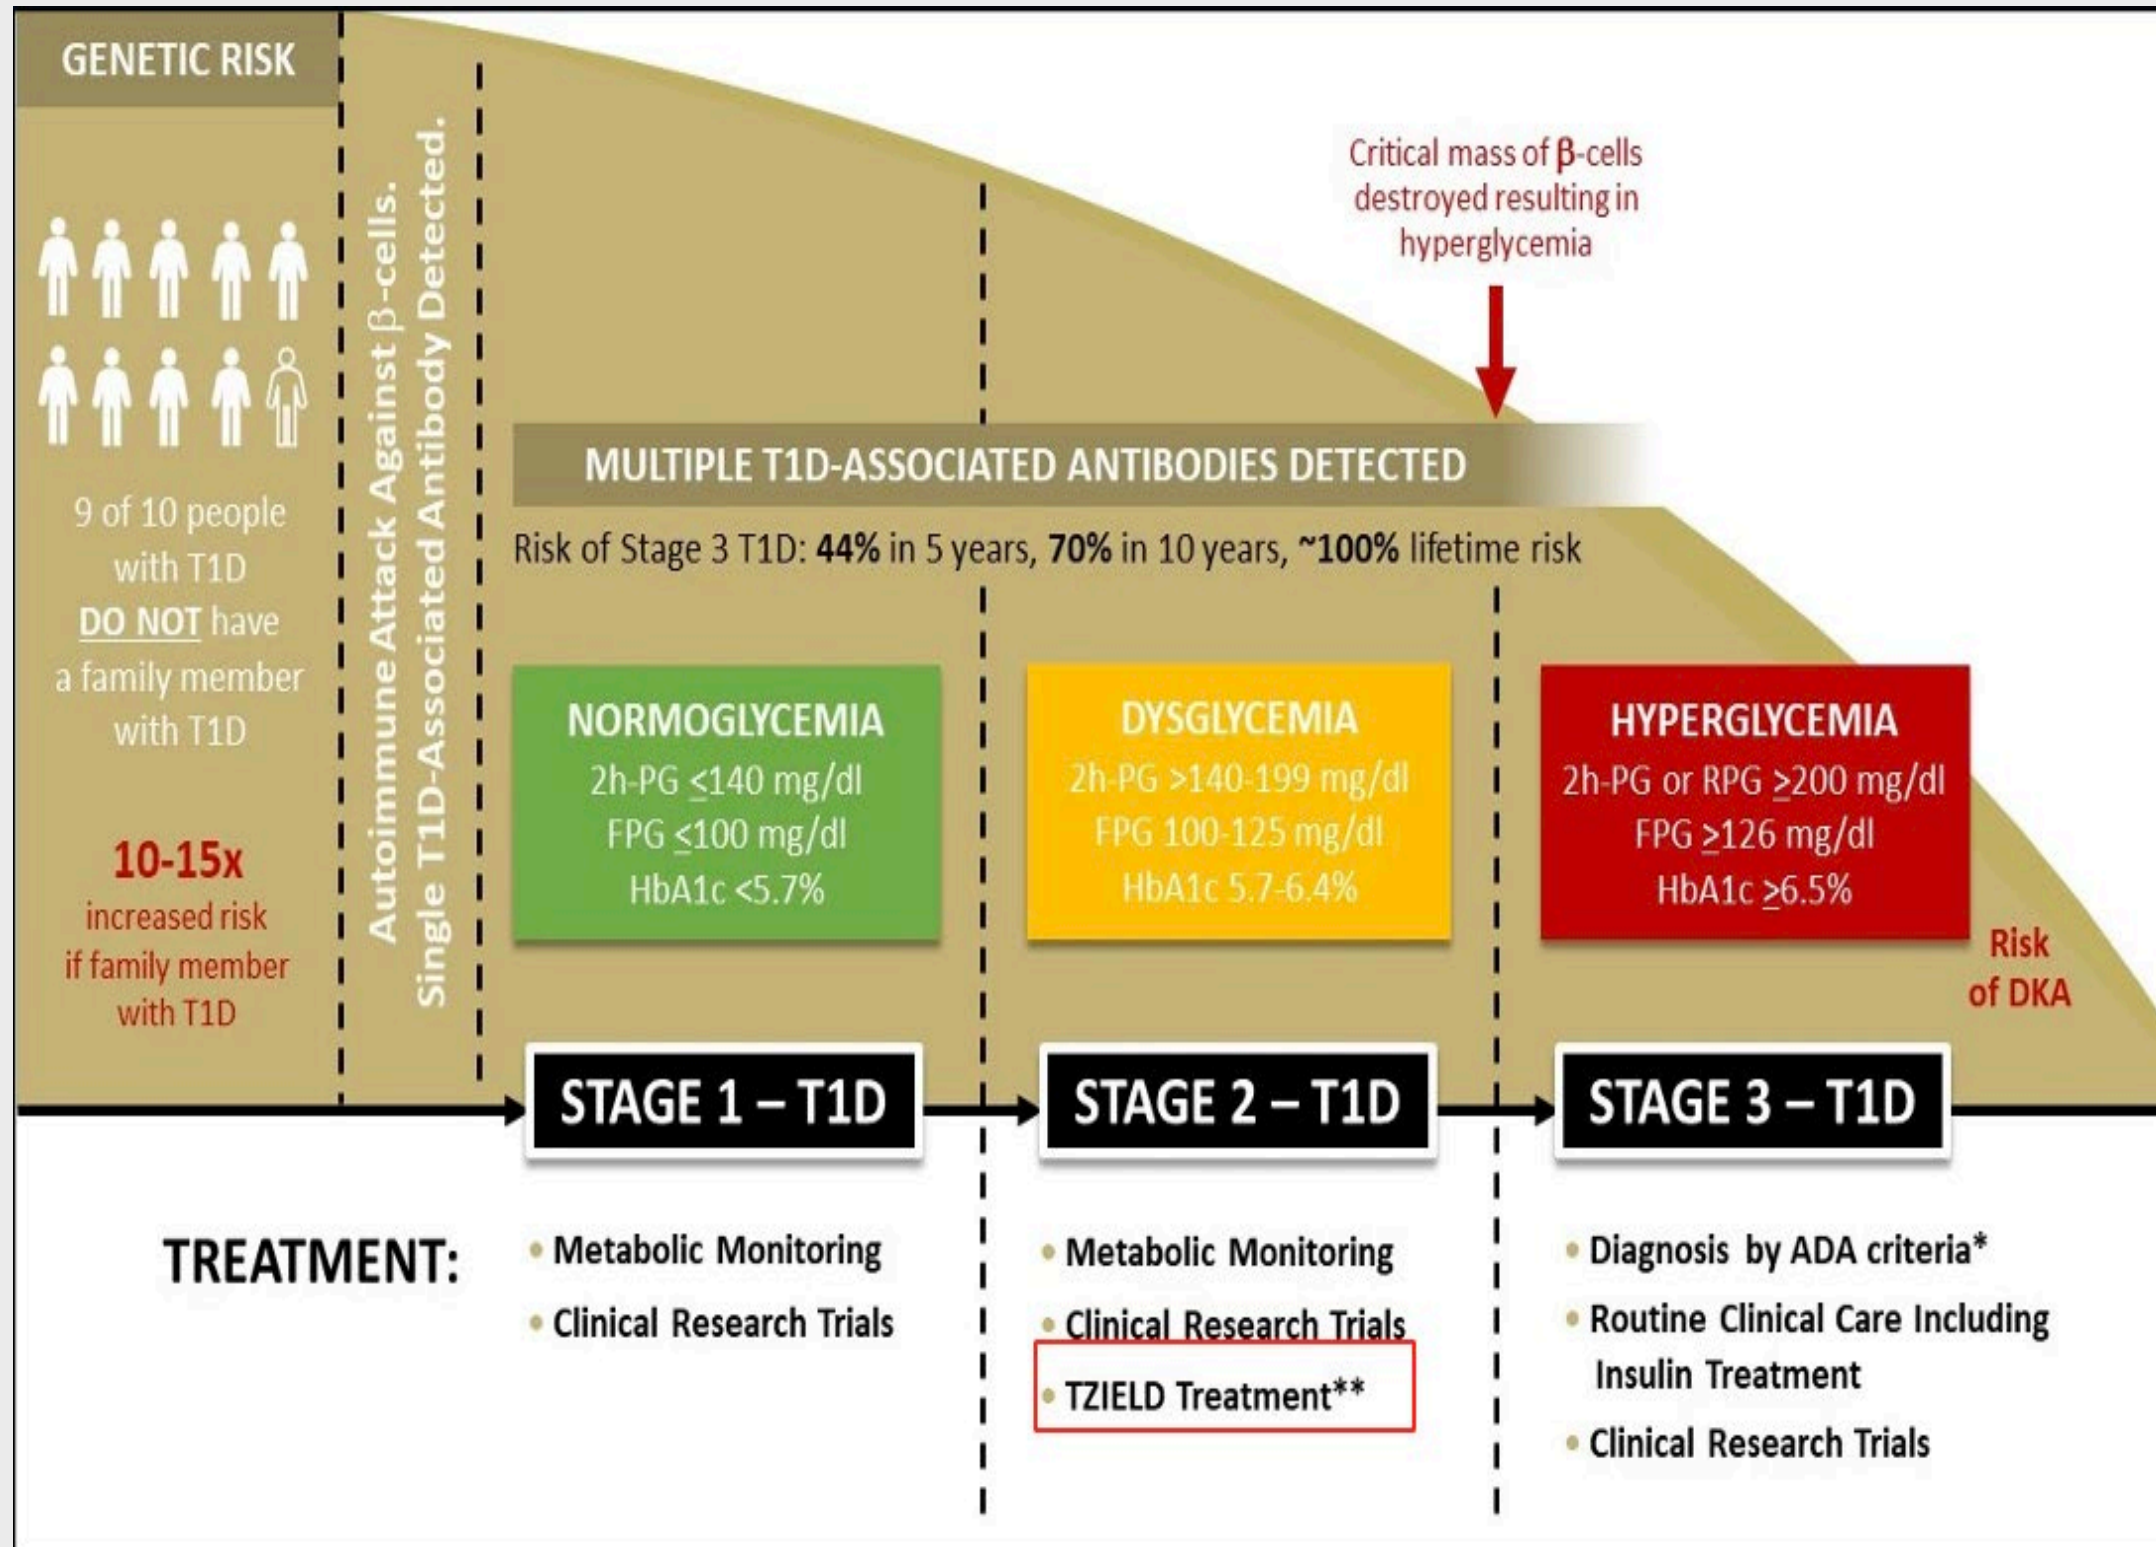 GENETIC RISK
9 of 10 people
with T1D
DO NOT have
a family member
with T1D
10-15x
increased risk
if family member
with T1D
Autoimmune Attack Against β-cells.
Single T1D-Associated Antibody Detected.
Critical mass of β-cells
destroyed resulting in
hyperglycemia
MULTIPLE T1D-ASSOCIATED ANTIBODIES DETECTED
Risk of Stage 3 T1D: 44% in 5 years, 70% in 10 years, ~100% lifetime risk
NORMOGLYCEMIA
2h-PG ≤140 mg/dl
FPG ≤100 mg/dl
HbA1c <5.7%
DYSGLYCEMIA
2h-PG >140-199 mg/dl
FPG 100-125 mg/dl
HbA1c 5.7-6.4%
HYPERGLYCEMIA
2h-PG or RPG ≥200 mg/dl
FPG ≥126 mg/dl
HbA1c ≥6.5%
Risk
of DKA
STAGE 1 – T1D
STAGE 2 – T1D
STAGE 3 – T1D
TREATMENT:
• Metabolic Monitoring
• Clinical Research Trials
• Metabolic Monitoring
• Clinical Research Trials
• TZIELD Treatment**
• Diagnosis by ADA criteria*
• Routine Clinical Care Including
Insulin Treatment
• Clinical Research Trials